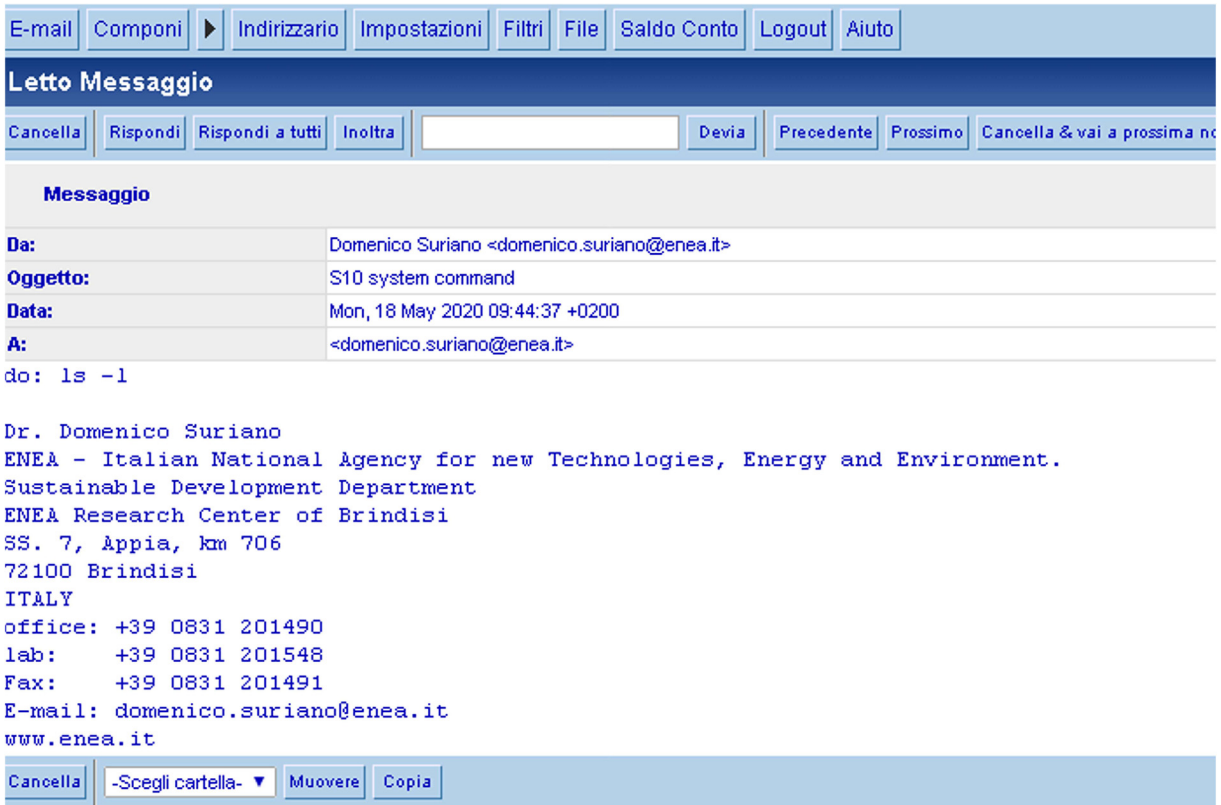 E-mail Componi Indirizzario Impostazioni Filtri File Saldo Conto Logout Aiuto
Letto Messaggio
Cancella Rispondi Rispondi a tutti Inoltra Devia Precedente Prossimo Cancella & vai a prossima no
Messaggio
Da: Domenico Suriano <domenico.suriano@enea.it>
Oggetto: S10 system command
Data: Mon, 18 May 2020 09:44:37 +0200
A: <domenico.suriano@enea.it>
do: ls -l
Dr. Domenico Suriano
ENEA - Italian National Agency for new Technologies, Energy and Environment.
Sustainable Development Department
ENEA Research Center of Brindisi
SS. 7, Appia, km 706
72100 Brindisi
ITALY
office: +39 0831 201490
lab: +39 0831 201548
Fax: +39 0831 201491
E-mail: domenico.suriano@enea.it
www.enea.it
Cancella -Scegli cartella- Muovere Copia